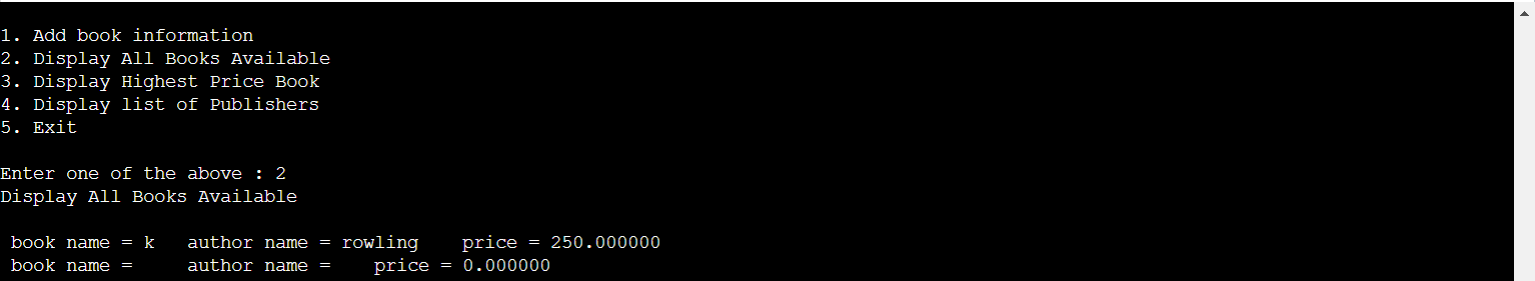 1. Add book information
2. Display All Books Available
3. Display Highest Price Book
4. Display list of Publishers
5. Exit
Enter one of the above : 2
Display All Books Available
book name = k   author name = rowling    price = 250.000000
book name =     author name =    price = 0.000000